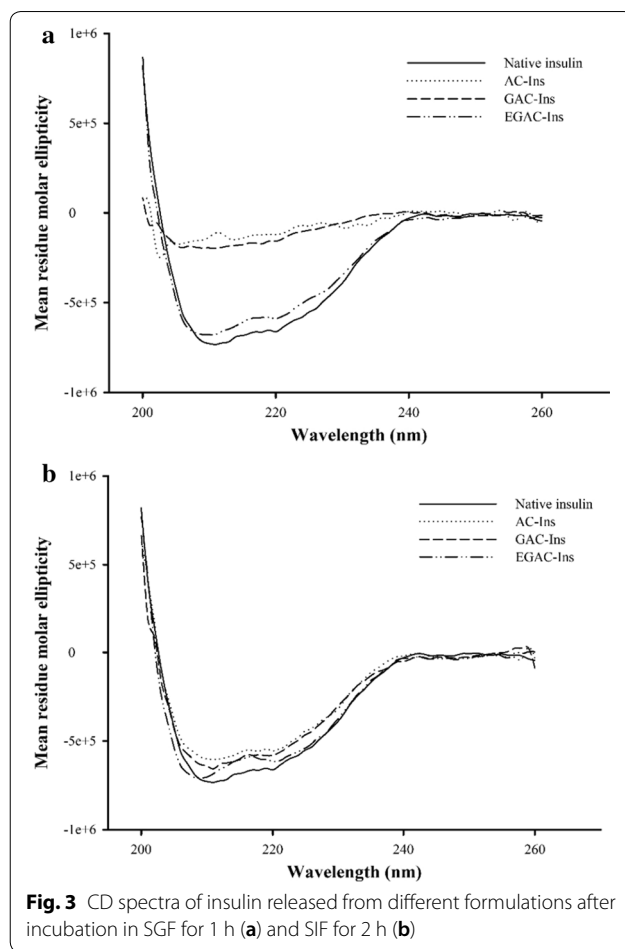 a
Native insulin
AC-Ins
GAC-Ins
EGAC-Ins
1e+6
5e+5
0
-5e+5
-1e+6
Mean residue molar ellipticity
200
220
240
260
Wavelength (nm)
b
Native insulin
AC-Ins
GAC-Ins
EGAC-Ins
1e+6
5e+5
0
-5e+5
-1e+6
Mean residue molar ellipticity
200
220
240
260
Wavelength (nm)
Fig. 3 CD spectra of insulin released from different formulations after
incubation in SGF for 1 h (a) and SIF for 2 h (b)